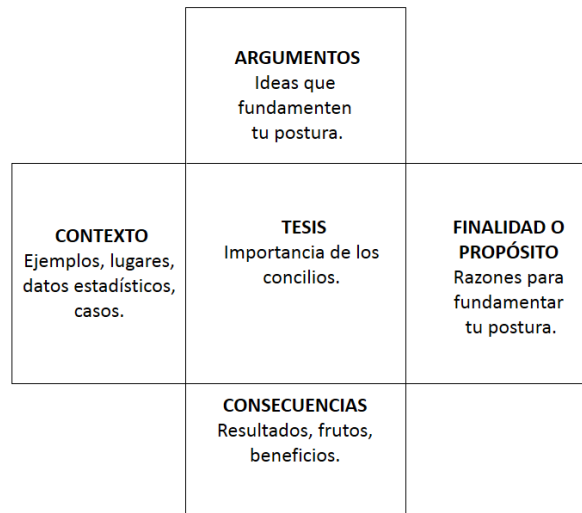 ARGUMENTOS
Ideas que
fundamenten
tu postura.
CONTEXTO
Ejemplos, lugares,
datos estadísticos,
casos.
TESIS
Importancia de los
concilios.
FINALIDAD O
PROPÓSITO
Razones para
fundamentar
tu postura.
CONSECUENCIAS
Resultados, frutos,
beneficios.